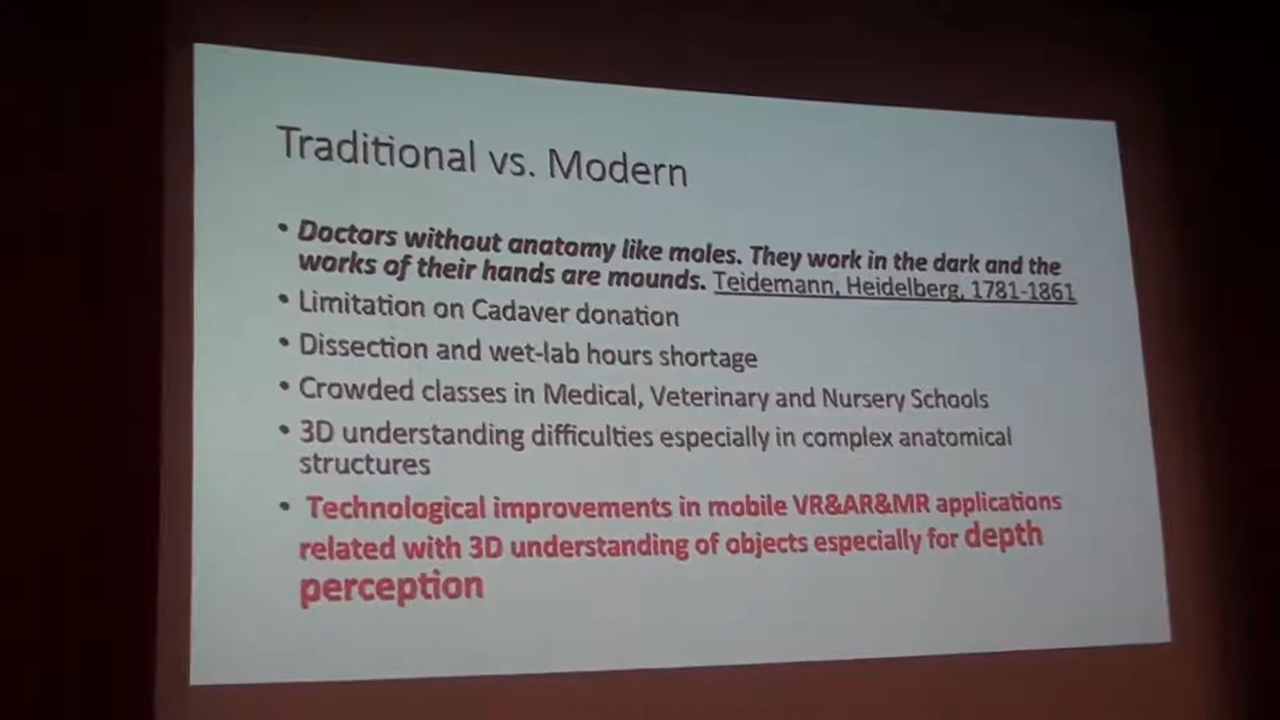 Traditional vs. Modern
• Doctors without anatomy like moles. They work in the dark and the
works of their hands are mounds. Teidemann, Heidelberg, 1781-1861
• Limitation on Cadaver donation
• Dissection and wet-lab hours shortage
• Crowded classes in Medical, Veterinary and Nursery Schools
• 3D understanding difficulties especially in complex anatomical
structures
• Technological improvements in mobile VR&AR&MR applications
related with 3D understanding of objects especially for depth
perception